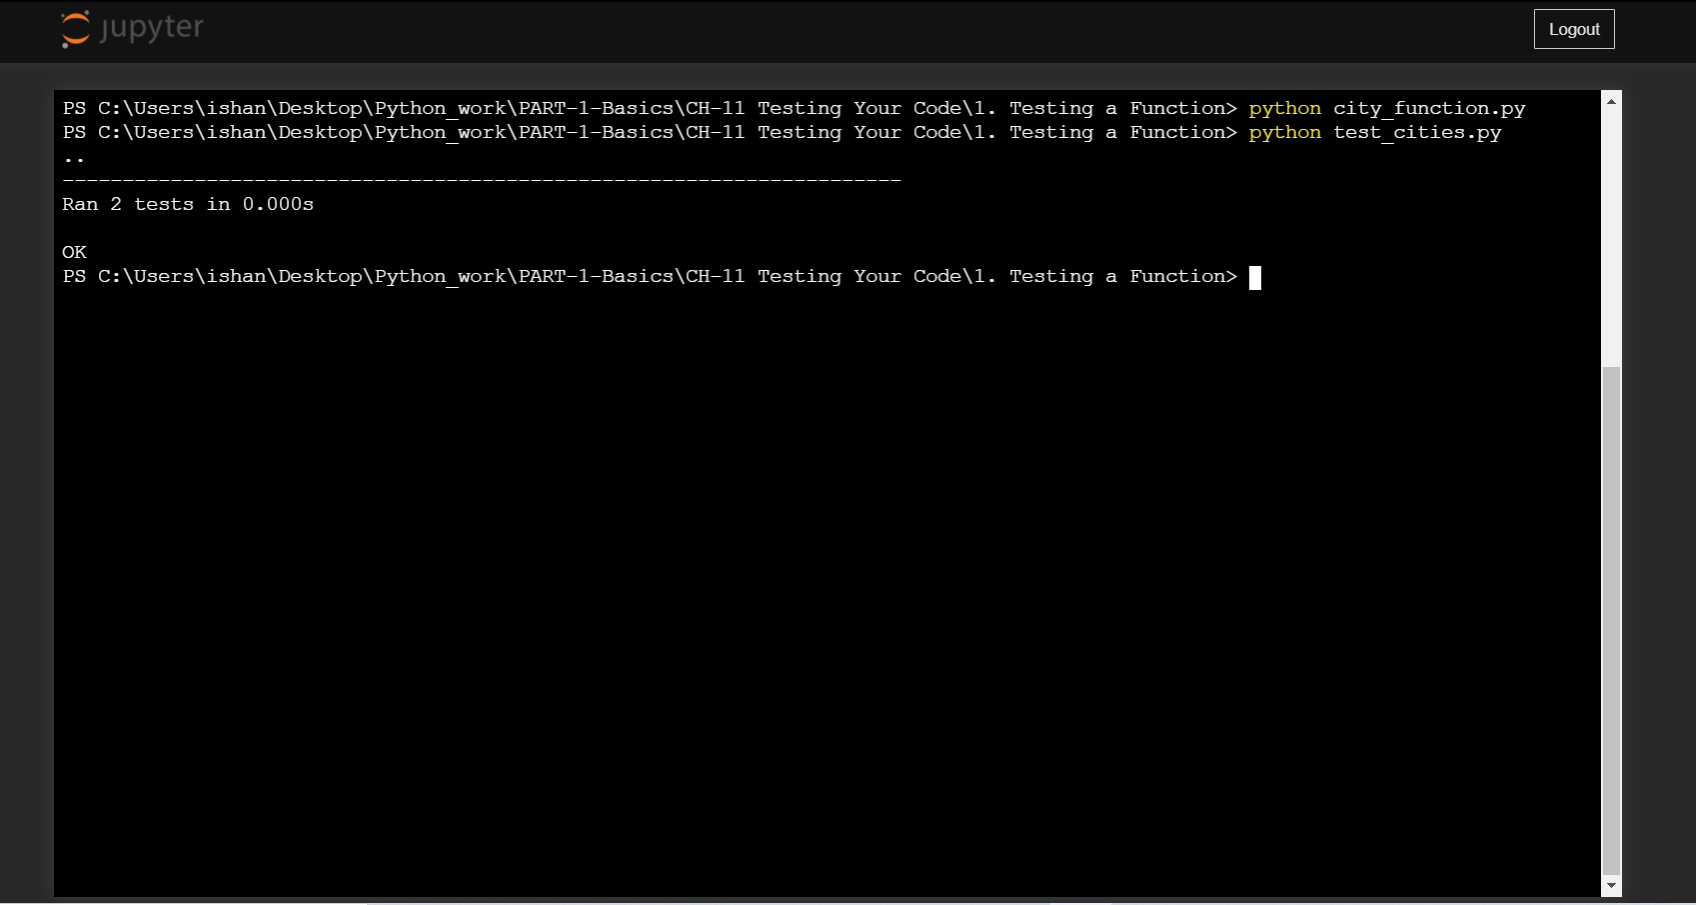 jupyter
Logout
PS C:\Users\ishan\Desktop\Python_work\PART-1-Basics\CH-11 Testing Your Code\1. Testing a Function> python city_function.py
PS C:\Users\ishan\Desktop\Python_work\PART-1-Basics\CH-11 Testing Your Code\1. Testing a Function> python test_cities.py
..
----------------------------------------------------------------------
Ran 2 tests in 0.000s
OK
PS C:\Users\ishan\Desktop\Python_work\PART-1-Basics\CH-11 Testing Your Code\1. Testing a Function>